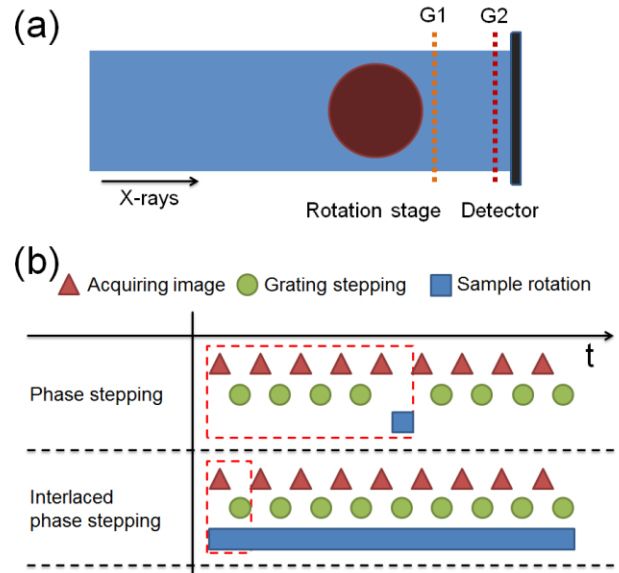 (a)
G1 G2
X-rays
Rotation stage Detector
(b)
Acquiring image Grating stepping Sample rotation
t
Phase stepping
Interlaced
phase stepping